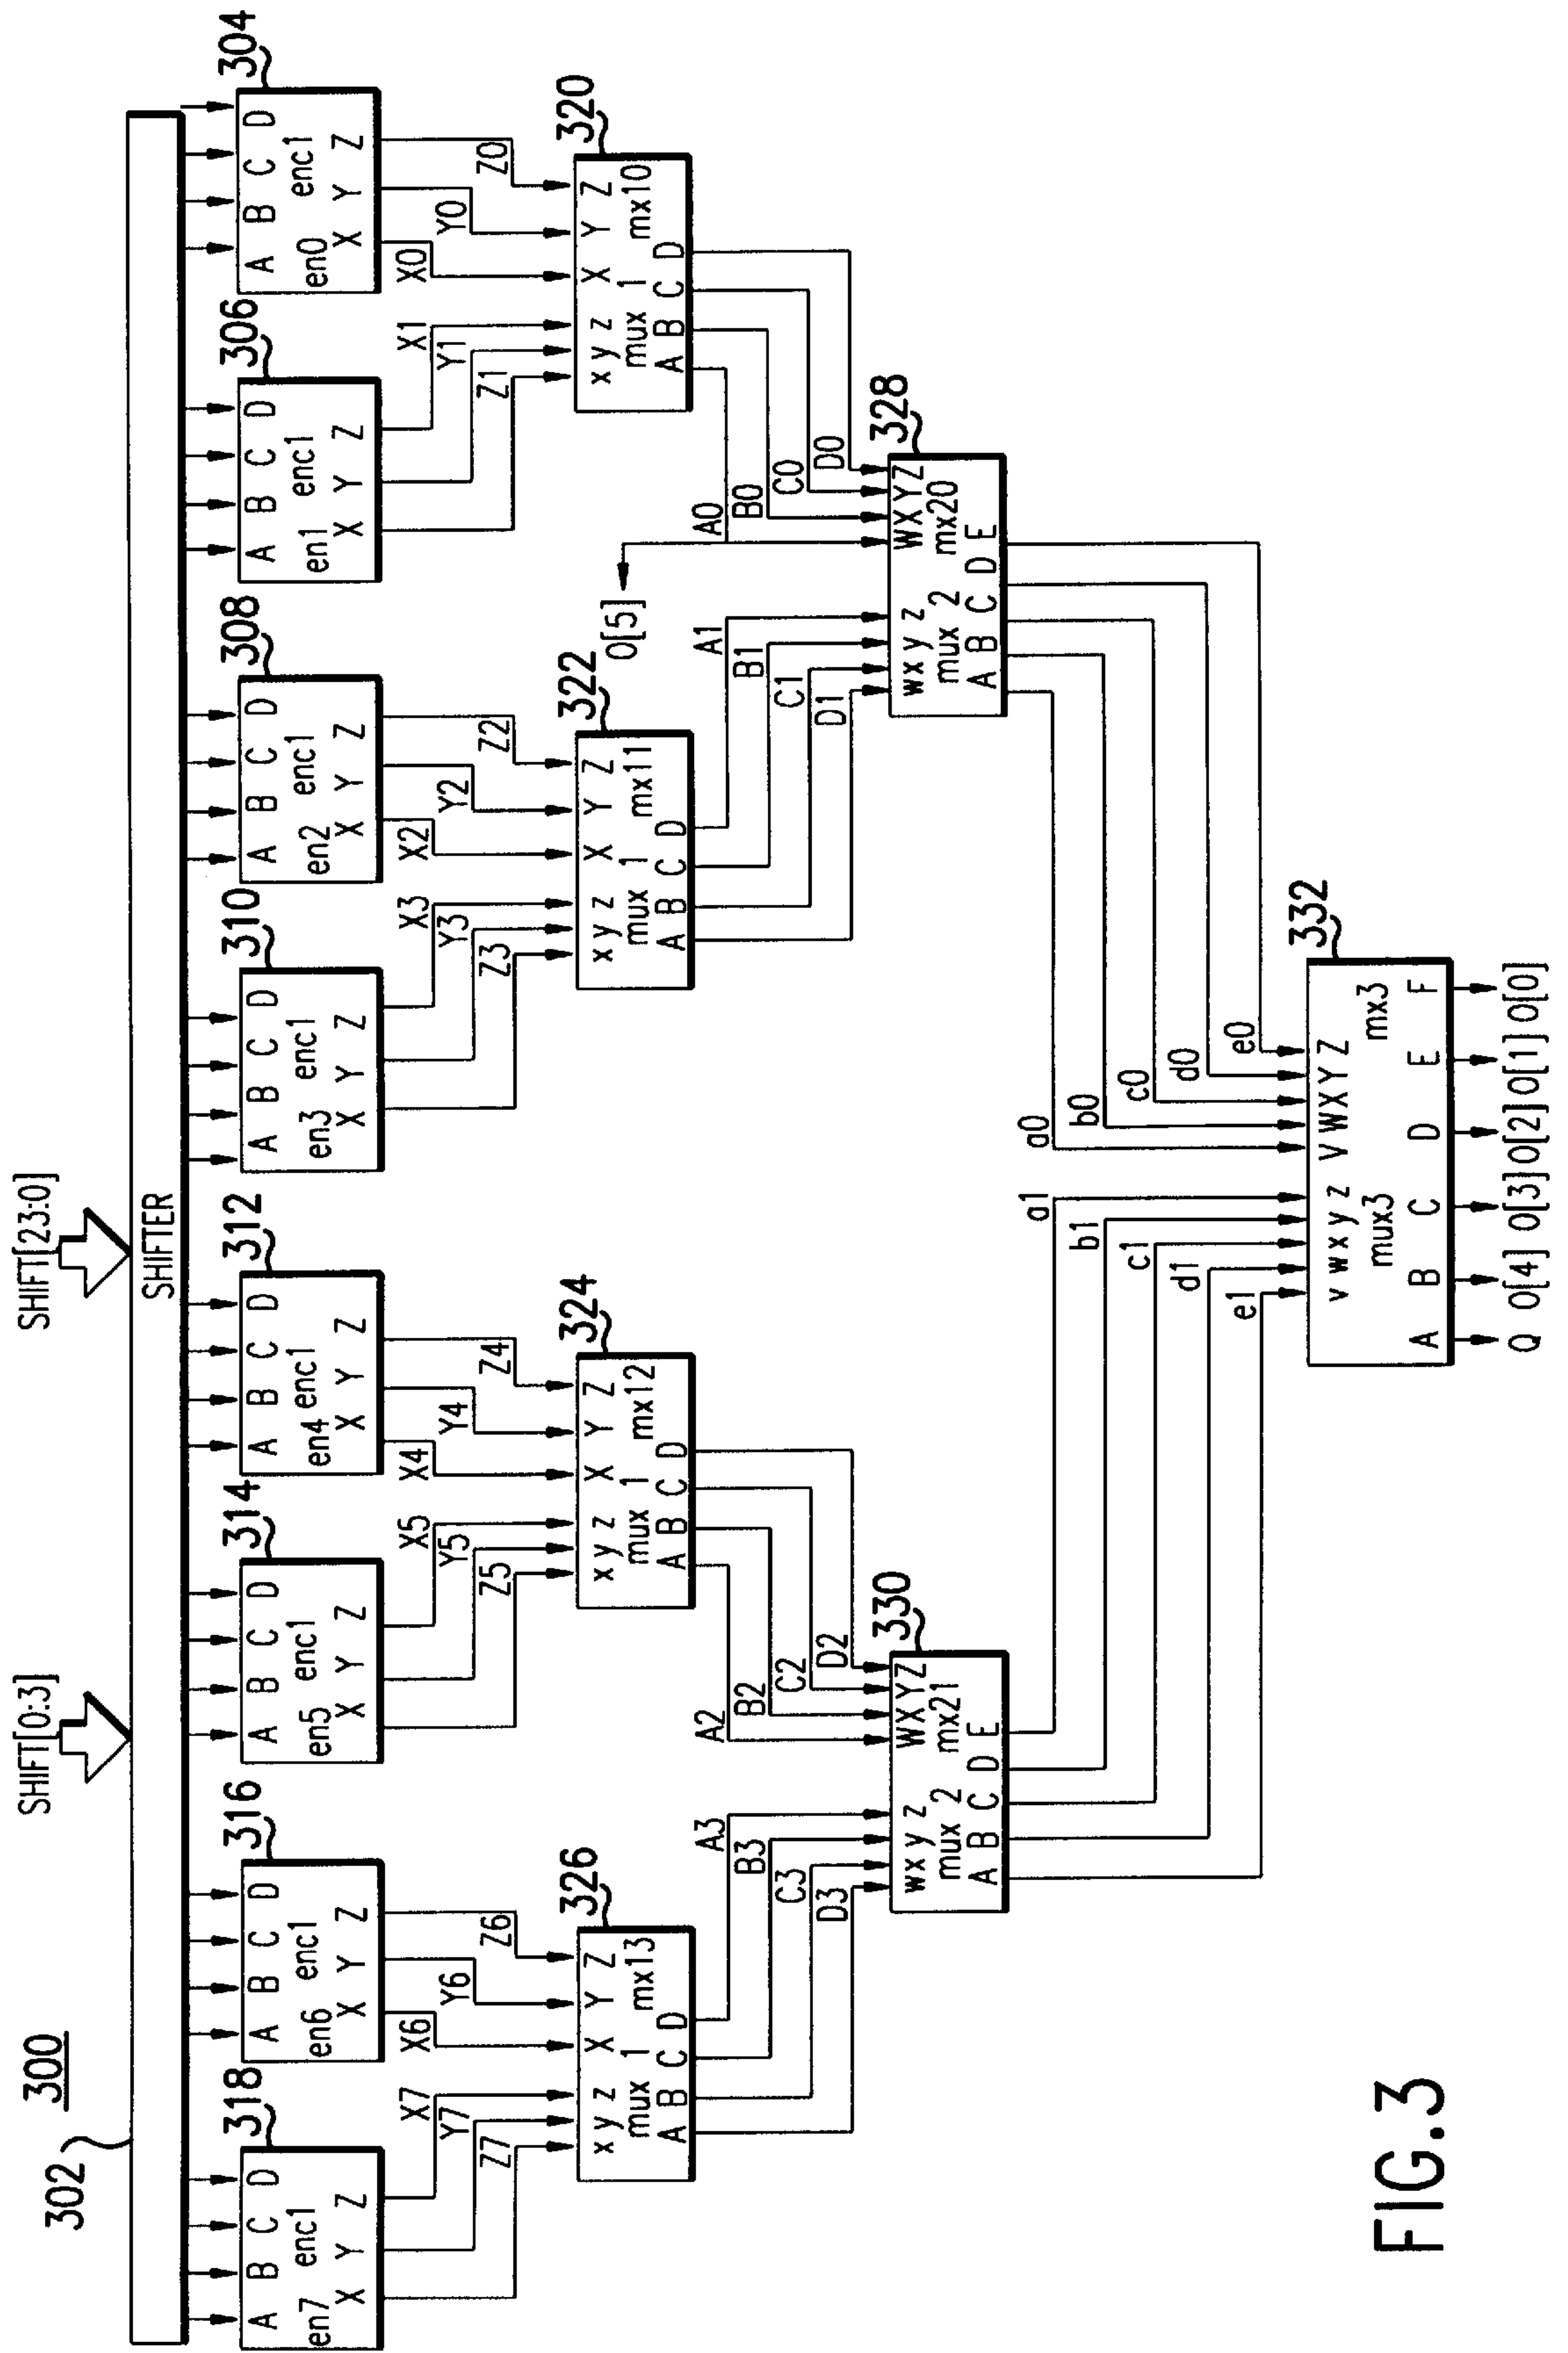 300
302
SHIFT[0:3]
SHIFT[23:0]
SHIFTER
318
316
314
312
310
308
306
304
A B C D
en7 enc1
X Y Z
A B C D
en6 enc1
X Y Z
A B C D
en5 enc1
X Y Z
A B C D
en4 enc1
X Y Z
A B C D
en3 enc1
X Y Z
A B C D
en2 enc1
X Y Z
A B C D
en1 enc1
X Y Z
A B C D
en0 enc1
X Y Z
X7
Y7
Z7
X6
Y6
Z6
X5
Y5
Z5
X4
Y4
Z4
X3
Y3
Z3
X2
Y2
Z2
X1
Y1
Z1
X0
Y0
Z0
326
x y z X Y Z
mux 1 mx13
A B C D
324
x y z X Y Z
mux 1 mx12
A B C D
322
x y z X Y Z
mux 1 mx11
A B C D
320
x y z X Y Z
mux 1 mx10
A B C D
O[5]
A3
B3
C3
D3
A2
B2
C2
D2
A1
B1
C1
D1
A0
B0
C0
D0
330
w x y z W X Y Z
mux 2 mx21
A B C D E
328
w x y z W X Y Z
mux 2 mx20
A B C D E
a1
b1
c1
d1
e1
a0
b0
c0
d0
e0
332
v w x y z V W X Y Z
mux3 mx3
A B C D E F
Q O[4] O[3] O[2] O[1] O[0]
FIG.3